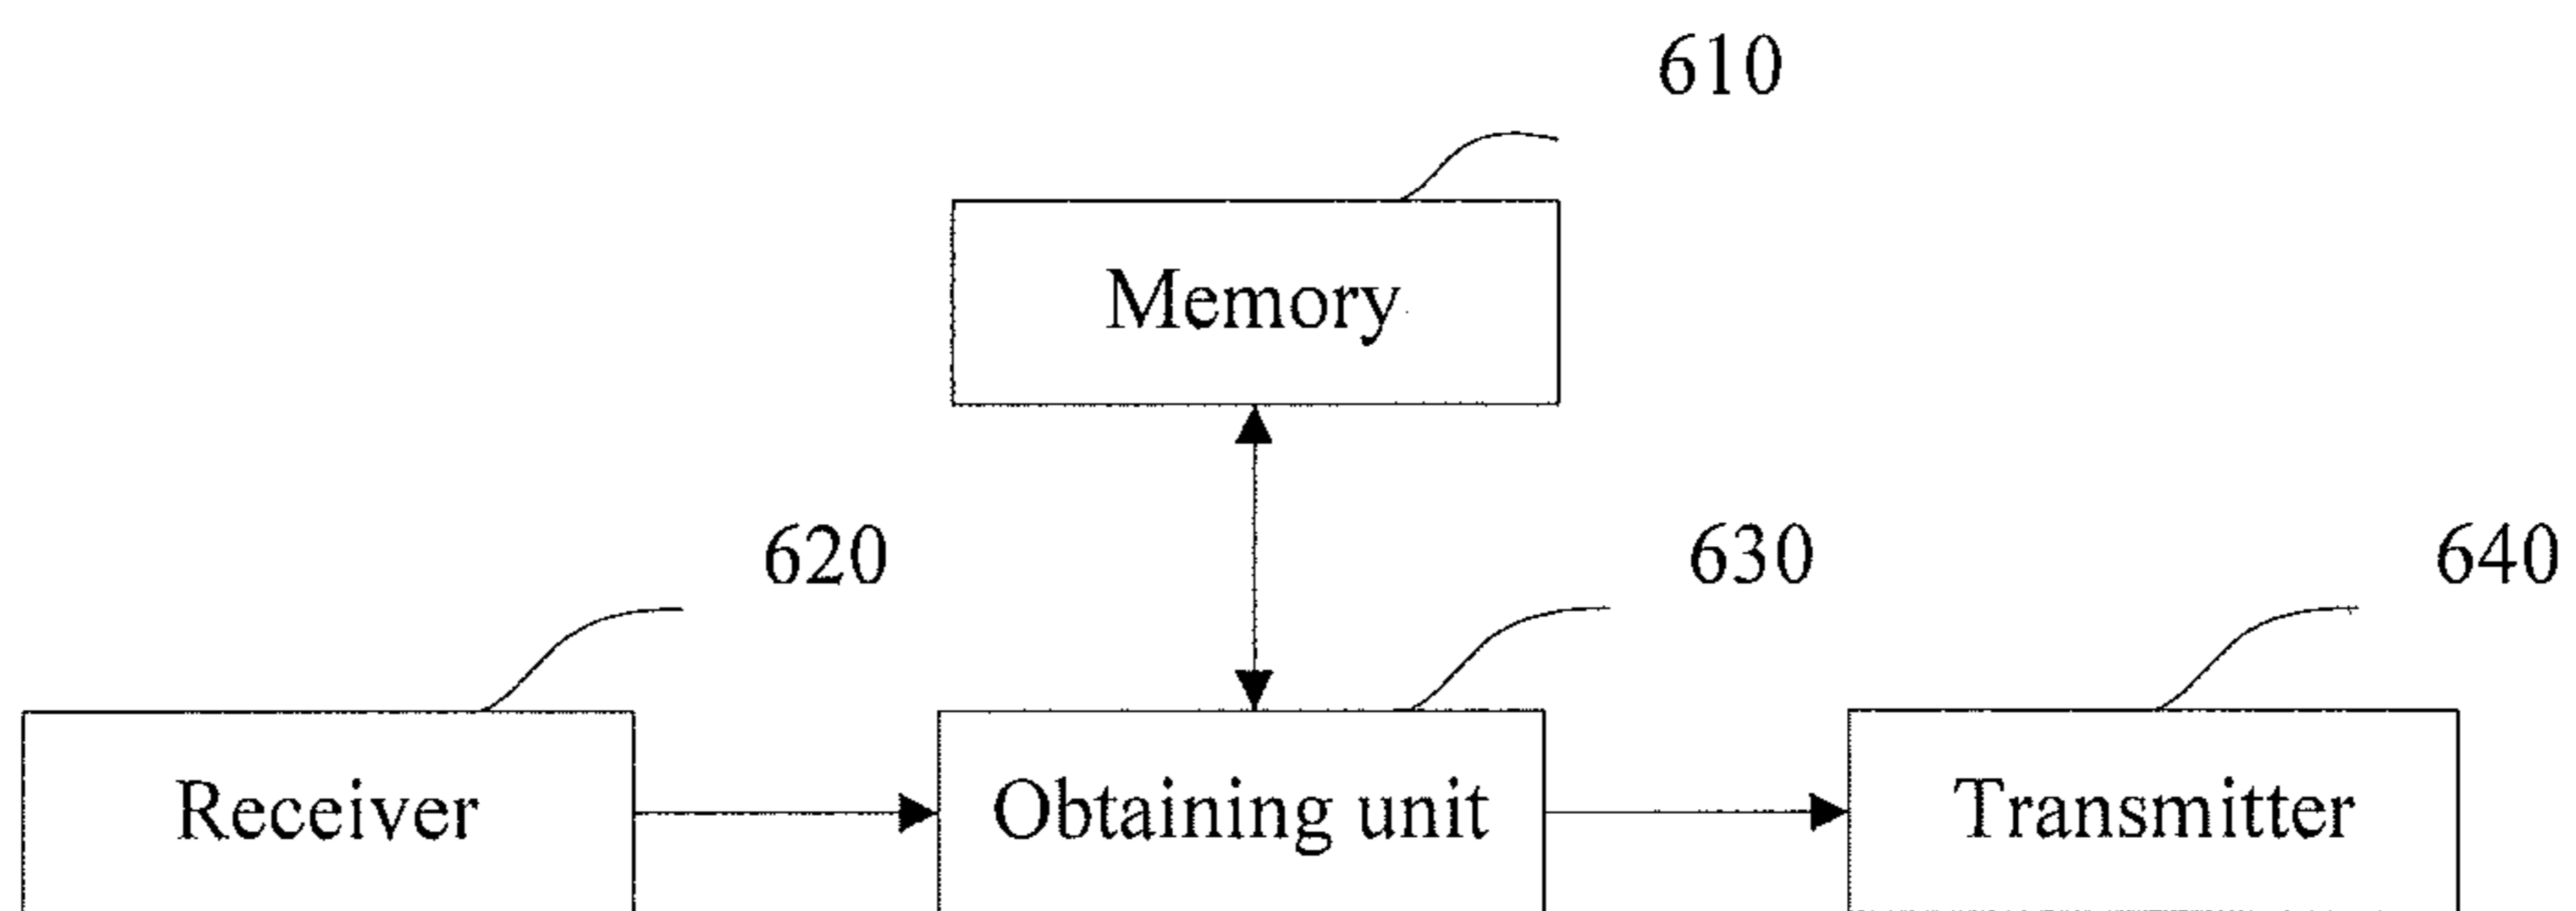 610
Memory
620
630
640
Receiver
Obtaining unit
Transmitter